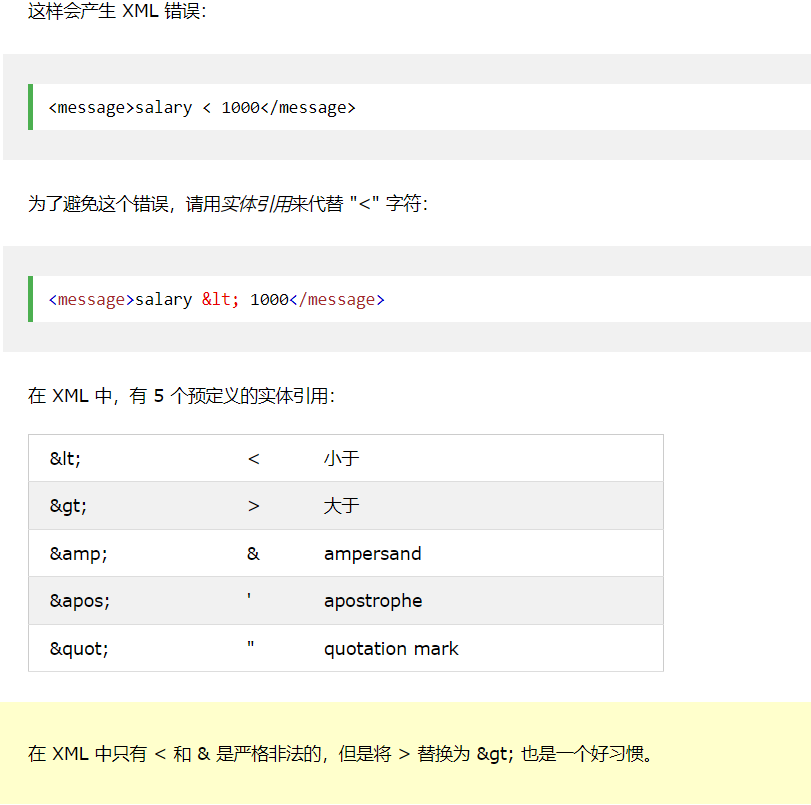 这样会产生 XML 错误：
<message>salary < 1000</message>
为了避免这个错误，请用实体引用来代替 "<" 字符：
<message>salary &lt; 1000</message>
在 XML 中，有 5 个预定义的实体引用：
&lt; < 小于
&gt; > 大于
&amp; & ampersand
&apos; ' apostrophe
&quot; " quotation mark
在 XML 中只有 < 和 & 是严格非法的，但是将 > 替换为 &gt; 也是一个好习惯。